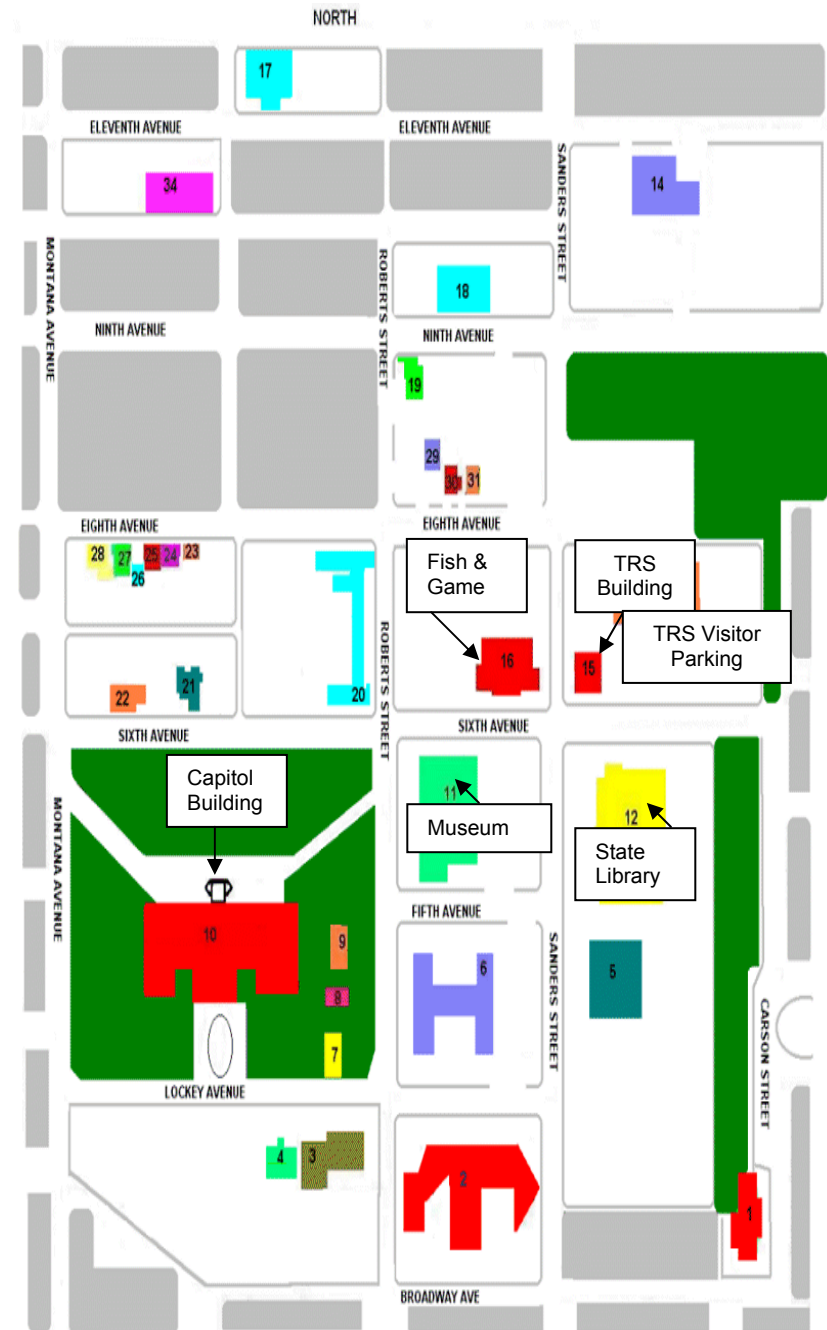 NORTH
17
ELEVENTH AVENUE
ELEVENTH AVENUE
SANDERS STREET
14
34
MONTANA AVENUE
ROBERTS STREET
18
NINTH AVENUE
NINTH AVENUE
19
29
30
31
EIGHTH AVENUE
EIGHTH AVENUE
28
27
26
25
24
23
Fish &
Game
TRS
Building
TRS Visitor
Parking
16
15
ROBERTS STREET
22
21
20
SIXTH AVENUE
SIXTH AVENUE
Capitol
Building
11
Museum
12
State
Library
MONTANA AVENUE
FIFTH AVENUE
10
9
8
7
6
5
SANDERS STREET
CARSON STREET
LOCKEY AVENUE
4
3
2
1
BROADWAY AVE